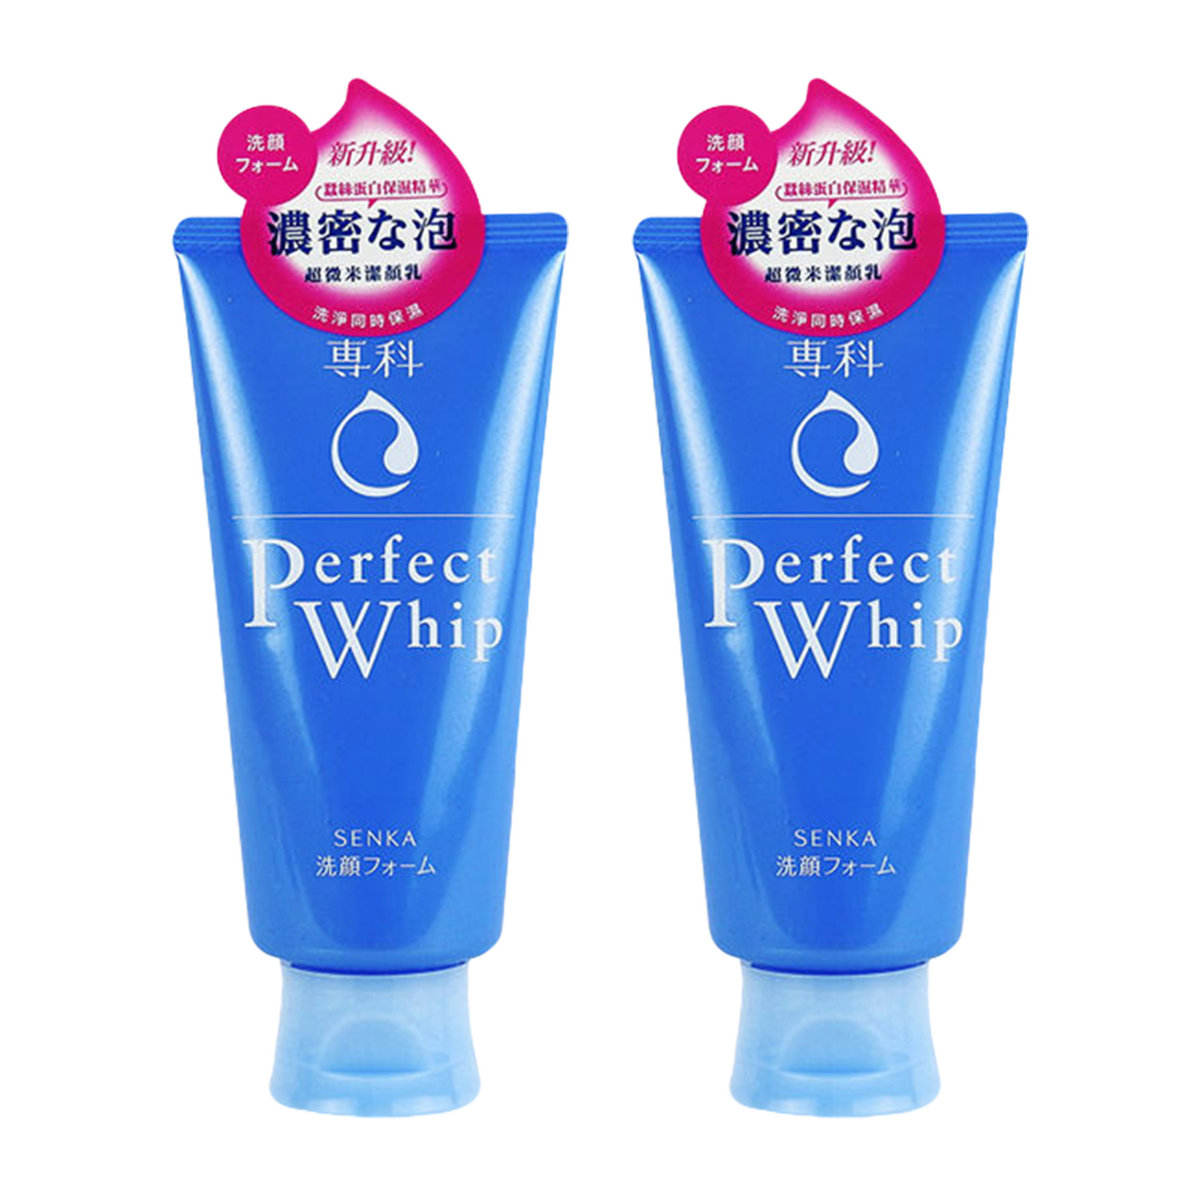 洗顔
フォーム
新升級!
蠶絲蛋白保濕精華
濃密な泡
超微米潔顏乳
洗淨同時保濕
専科
Perfect
Whip
SENKA
洗顔フォーム
洗顔
フォーム
新升級!
蠶絲蛋白保濕精華
濃密な泡
超微米潔顏乳
洗淨同時保濕
専科
Perfect
Whip
SENKA
洗顔フォーム